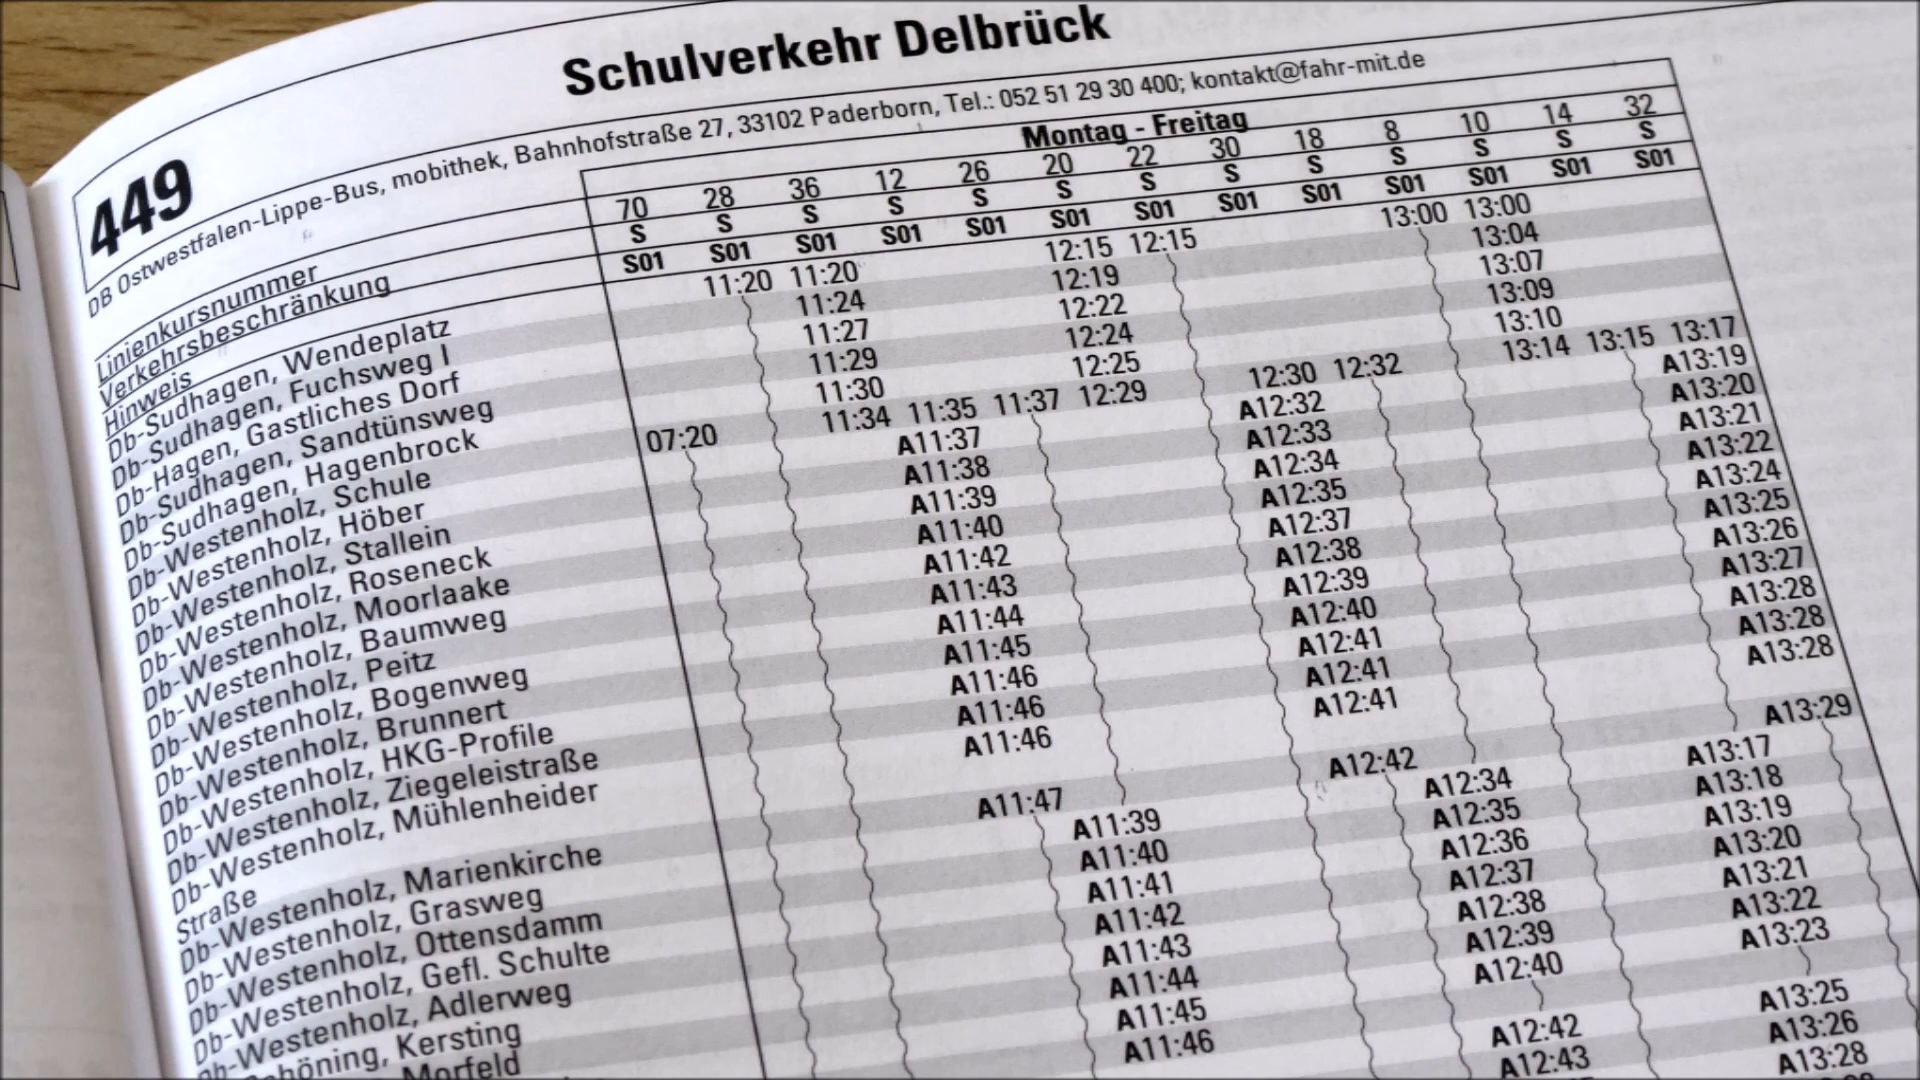 Schulverkehr Delbrück
449
DB Ostwestfalen-Lippe-Bus, mobithek, Bahnhofstraße 27, 33102 Paderborn, Tel.: 052 51 29 30 400; kontakt@fahr-mit.de
Montag - Freitag
Linienkursnummer 70 28 36 12 26 20 22 30 18 8 10 14 32
Verkehrsbeschränkung S S S S S S S S S S S S S
Hinweis S01 S01 S01 S01 S01 S01 S01 S01 S01 S01 S01 S01 S01
Db-Sudhagen, Wendeplatz 11:20 11:20 12:15 12:15 13:00 13:00
Db-Sudhagen, Fuchsweg I 11:24 12:19 13:04
Db-Hagen, Gastliches Dorf 11:27 12:22 13:07
Db-Sudhagen, Sandtünsweg 11:29 12:24 13:09
Db-Sudhagen, Hagenbrock 11:30 12:25 13:10
Db-Westenholz, Schule 07:20 11:34 11:35 11:37 12:29 12:30 12:32 13:14 13:15 13:17
Db-Westenholz, Höber A11:37 A12:32 A13:19
Db-Westenholz, Stallein A11:38 A12:33 A13:20
Db-Westenholz, Roseneck A11:39 A12:34 A13:21
Db-Westenholz, Moorlaake A11:40 A12:35 A13:22
Db-Westenholz, Baumweg A11:42 A12:37 A13:24
Db-Westenholz, Peitz A11:43 A12:38 A13:25
Db-Westenholz, Bogenweg A11:44 A12:39 A13:26
Db-Westenholz, Brunnert A11:45 A12:40 A13:27
Db-Westenholz, HKG-Profile A11:46 A12:41 A13:28
Db-Westenholz, Ziegeleistraße A11:46 A12:41 A13:28
Db-Westenholz, Mühlenheider A11:46 A12:41 A13:28
Straße
Db-Westenholz, Marienkirche A11:47 A12:42 A13:29
Db-Westenholz, Grasweg A11:39 A12:34 A13:17
Db-Westenholz, Ottensdamm A11:40 A12:35 A13:18
Db-Westenholz, Gefl. Schulte A11:41 A12:36 A13:19
Db-Westenholz, Adlerweg A11:42 A12:37 A13:20
Schöning, Kersting A11:43 A12:38 A13:21
Morfeld A11:44 A12:39 A13:22
A11:45 A12:40 A13:23
A11:46
A12:42 A13:25
A12:43 A13:26
A13:28